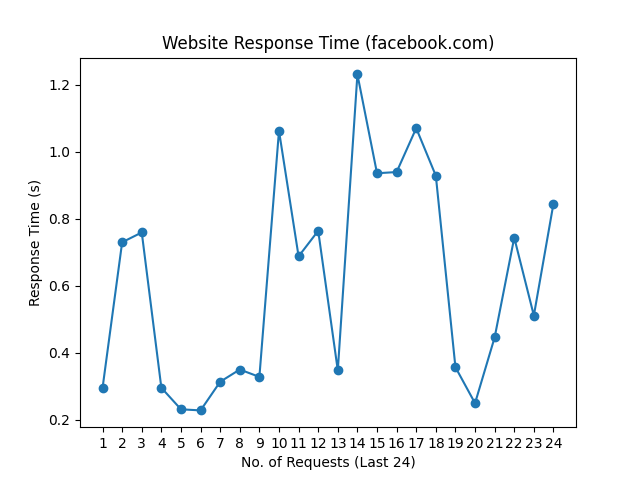 Website Response Time (facebook.com)
1.2
1.0
0.8
0.6
0.4
0.2
Response Time (s)
1 2 3 4 5 6 7 8 9 10 11 12 13 14 15 16 17 18 19 20 21 22 23 24
No. of Requests (Last 24)